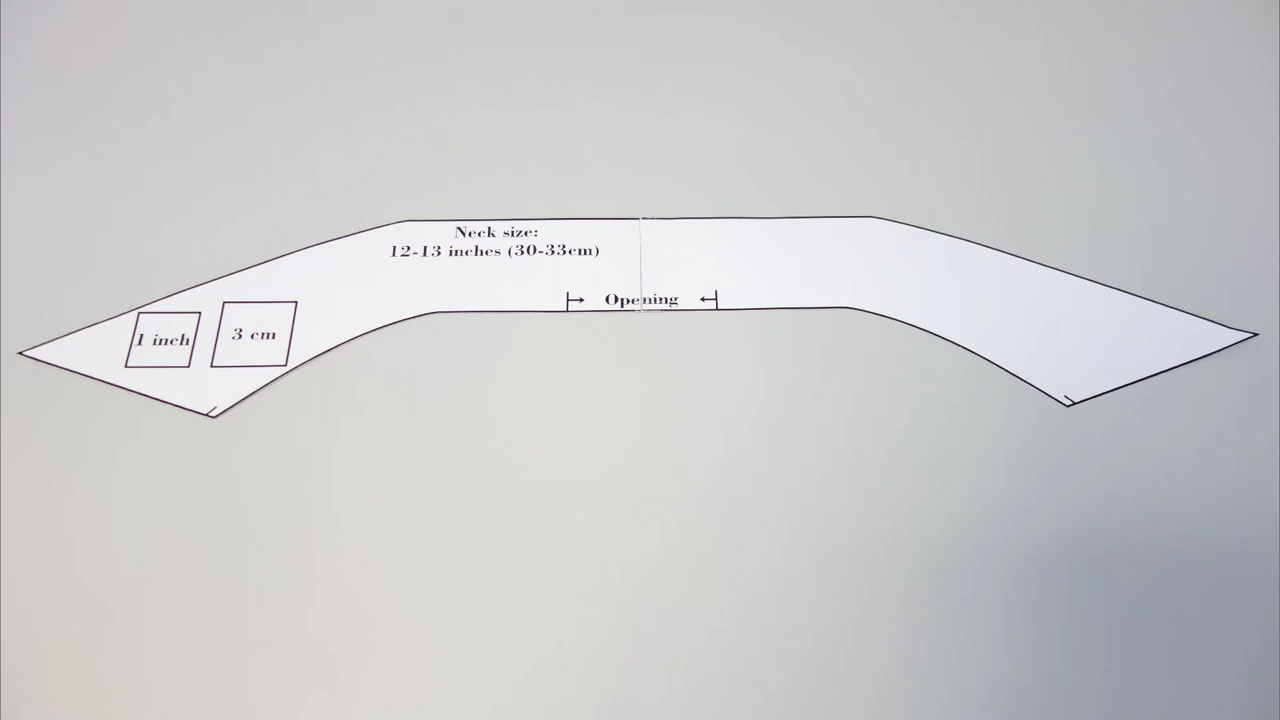 Neck size:
12-13 inches (30-33cm)
Opening
1 inch
3 cm